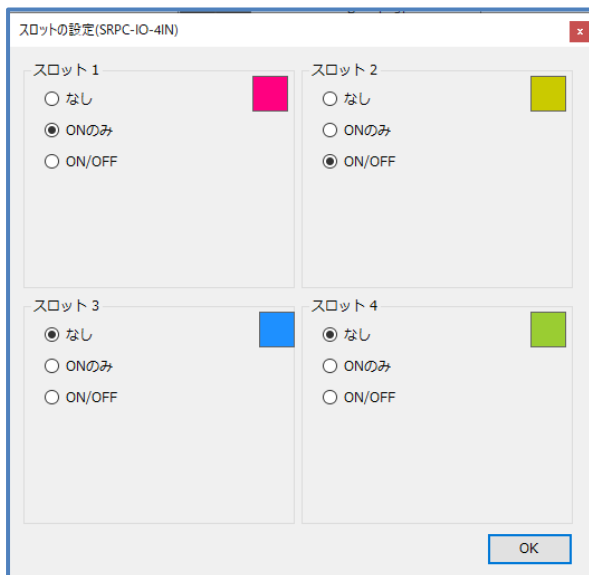 スロットの設定(SRPC-IO-4IN)
x
スロット 1
なし
ONのみ
ON/OFF
スロット 2
なし
ONのみ
ON/OFF
スロット 3
なし
ONのみ
ON/OFF
スロット 4
なし
ONのみ
ON/OFF
OK